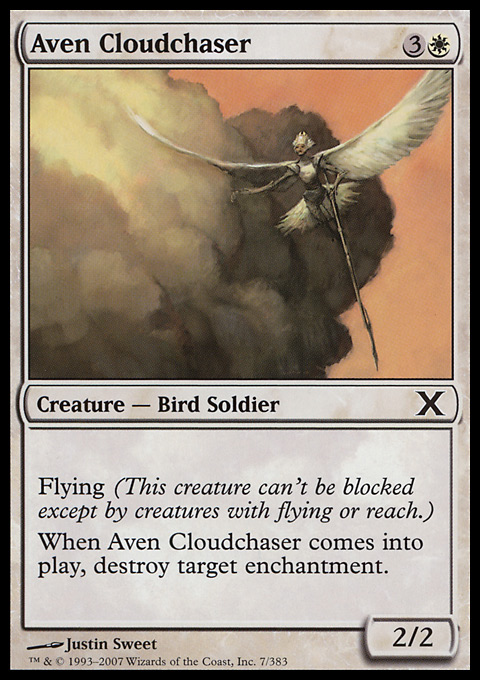 Aven Cloudchaser 3
Creature — Bird Soldier X
Flying (This creature can't be blocked
except by creatures with flying or reach.)
When Aven Cloudchaser comes into
play, destroy target enchantment.
Justin Sweet
2/2
™ & © 1993–2007 Wizards of the Coast, Inc. 7/383